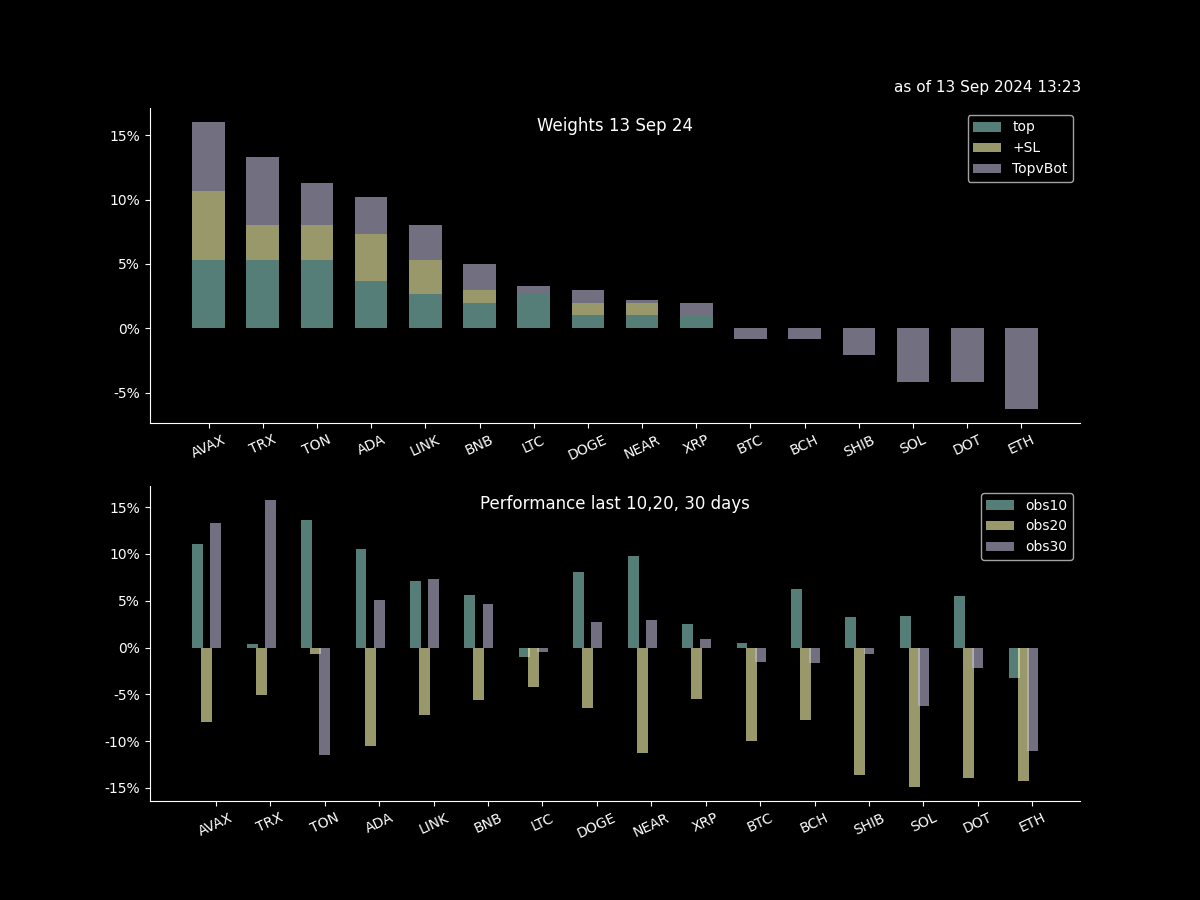 as of 13 Sep 2024 13:23
Weights 13 Sep 24
top
+SL
TopvBot
15%
10%
5%
0%
-5%
AVAX TRX TON ADA LINK BNB LTC DOGE NEAR XRP BTC BCH SHIB SOL DOT ETH
Performance last 10,20, 30 days
obs10
obs20
obs30
15%
10%
5%
0%
-5%
-10%
-15%
AVAX TRX TON ADA LINK BNB LTC DOGE NEAR XRP BTC BCH SHIB SOL DOT ETH